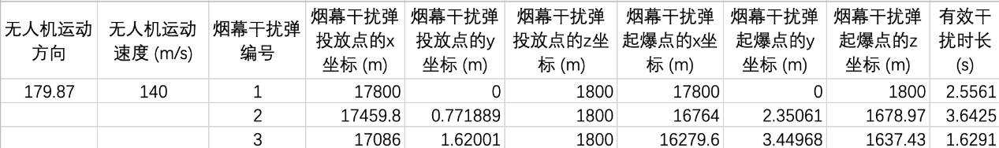 无人机运动方向 无人机运动速度 (m/s) 烟幕干扰弹编号 烟幕干扰弹投放点的x坐标 (m) 烟幕干扰弹投放点的y坐标 (m) 烟幕干扰弹投放点的z坐标 (m) 烟幕干扰弹起爆点的x坐标 (m) 烟幕干扰弹起爆点的y坐标 (m) 烟幕干扰弹起爆点的z坐标 (m) 有效干扰时长 (s)
179.87 140 1 17800 0 1800 17800 0 1800 2.5561
2 17459.8 0.771889 1800 16764 2.35061 1678.97 3.6425
3 17086 1.62001 1800 16279.6 3.44968 1637.43 1.6291